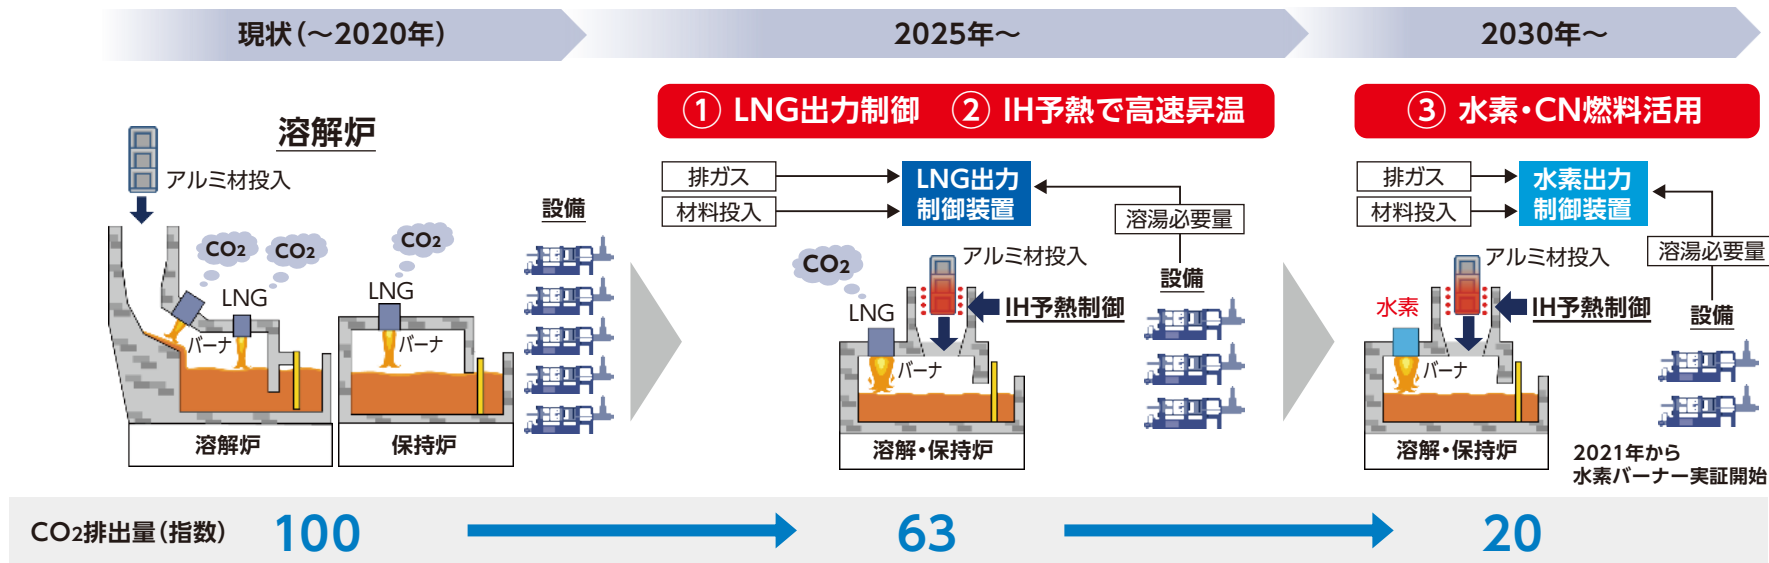 現状（～2020年）
2025年～
2030年～
① LNG出力制御　② IH予熱で高速昇温
③ 水素・CN燃料活用
溶解炉
アルミ材投入
CO2
CO2
LNG
バーナ
溶解炉
CO2
LNG
バーナ
保持炉
設備
排ガス
材料投入
LNG出力
制御装置
溶湯必要量
CO2
アルミ材投入
LNG
IH予熱制御
バーナ
溶解・保持炉
設備
排ガス
材料投入
水素出力
制御装置
溶湯必要量
アルミ材投入
水素
IH予熱制御
バーナ
溶解・保持炉
設備
2021年から
水素バーナー実証開始
CO2排出量（指数）
100
63
20